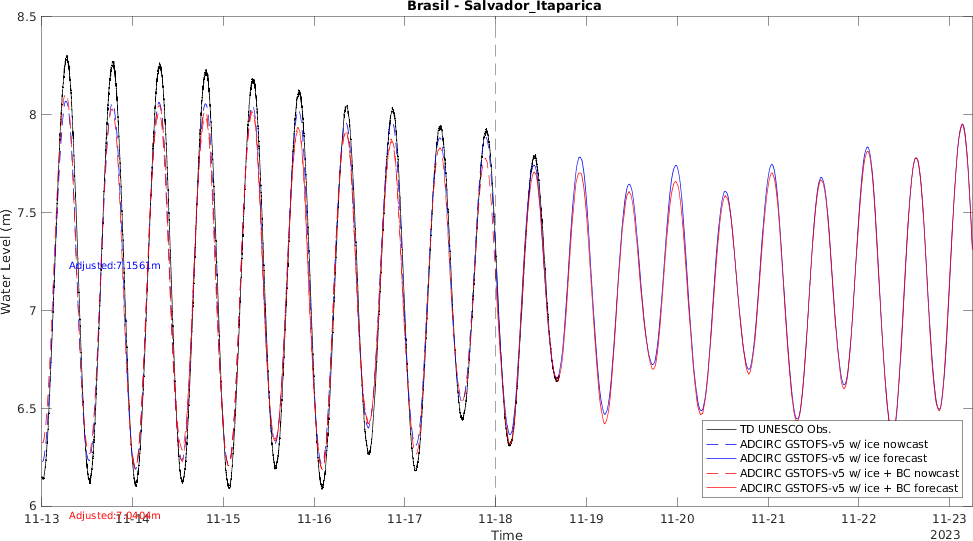 Brasil - Salvador_Itaparica
8.5
8
7.5
7
6.5
6
Water Level (m)
Adjusted:7.1561m
Adjusted:7.0404m
TD UNESCO Obs.
ADCIRC GSTOFS-v5 w/ ice nowcast
ADCIRC GSTOFS-v5 w/ ice forecast
ADCIRC GSTOFS-v5 w/ ice + BC nowcast
ADCIRC GSTOFS-v5 w/ ice + BC forecast
11-13 11-14 11-15 11-16 11-17 11-18 11-19 11-20 11-21 11-22 11-23
Time
2023